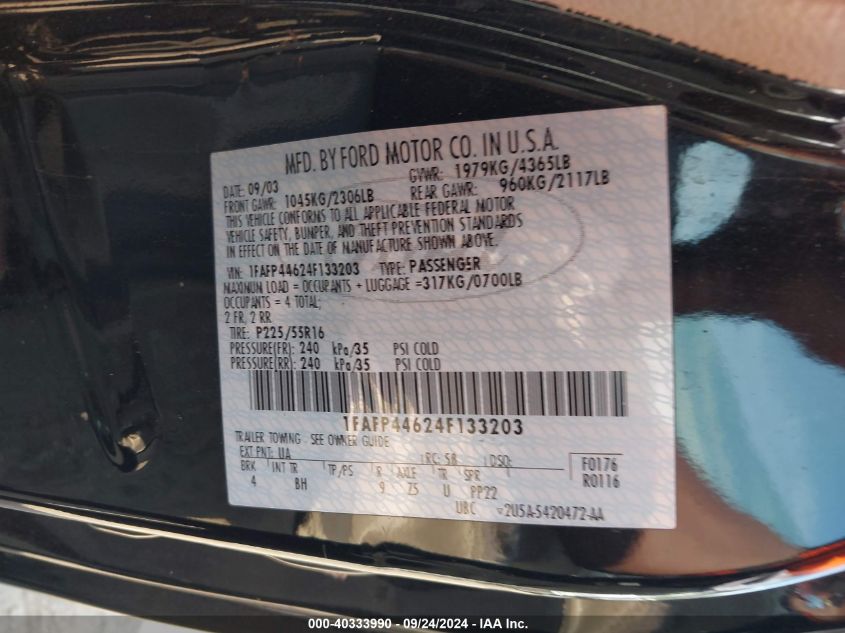 MFD. BY FORD MOTOR CO. IN U.S.A.
DATE: 09/03 GVWR: 1979KG/4365LB
FRONT GAWR: 1045KG/2306LB REAR GAWR: 960KG/2117LB
THIS VEHICLE CONFORMS TO ALL APPLICABLE FEDERAL MOTOR
VEHICLE SAFETY, BUMPER, AND THEFT PREVENTION STANDARDS
IN EFFECT ON THE DATE OF MANUFACTURE SHOWN ABOVE.
VIN: 1FAFP44624F133203 TYPE: PASSENGER
MAXIMUM LOAD = OCCUPANTS + LUGGAGE =317KG/0700LB
OCCUPANTS = 4 TOTAL;
2 FR, 2 RR
TIRE: P225/55R16
PRESSURE(FR): 240 kPa/35 PSI COLD
PRESSURE(RR): 240 kPa/35 PSI COLD
1FAFP44624F133203
TRAILER TOWING - SEE OWNER GUIDE
EXT PNT: UA RC: 58 DSO: F0176
BRK INT TR TP/PS R AXLE TR SPR R0116
4 BH 9 Z5 U PP22
UBC 2U5A-5420472-AA
000-40333990 - 09/24/2024 - IAA Inc.